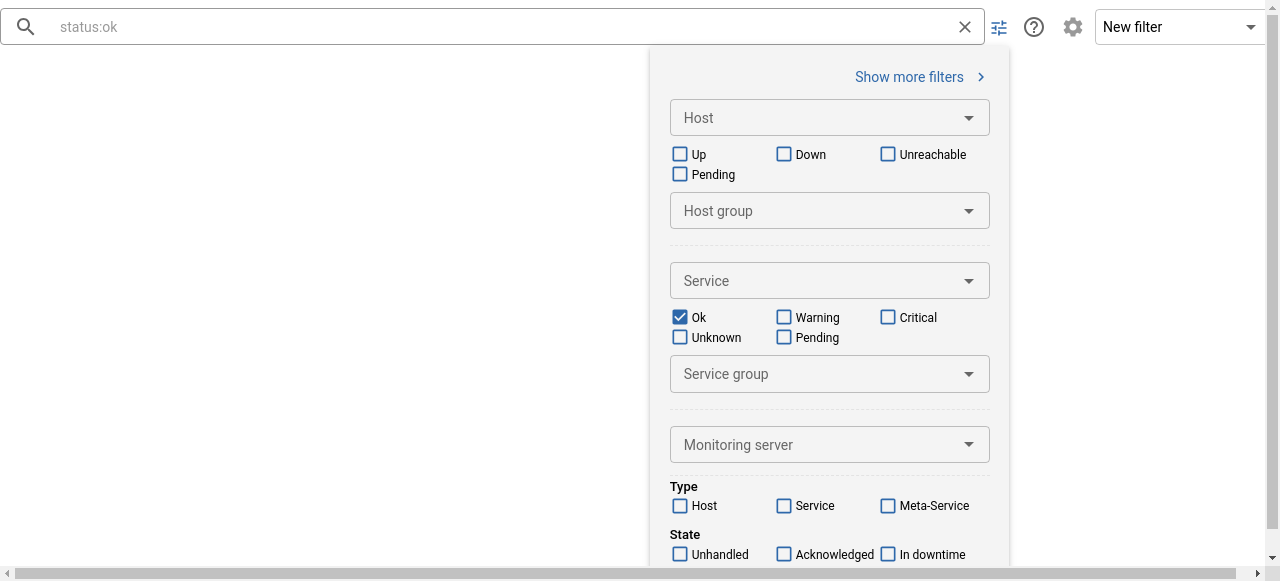 status:ok
New filter
Show more filters
Host
Up Down Unreachable
Pending
Host group
Service
Ok Warning Critical
Unknown Pending
Service group
Monitoring server
Type
Host Service Meta-Service
State
Unhandled Acknowledged In downtime